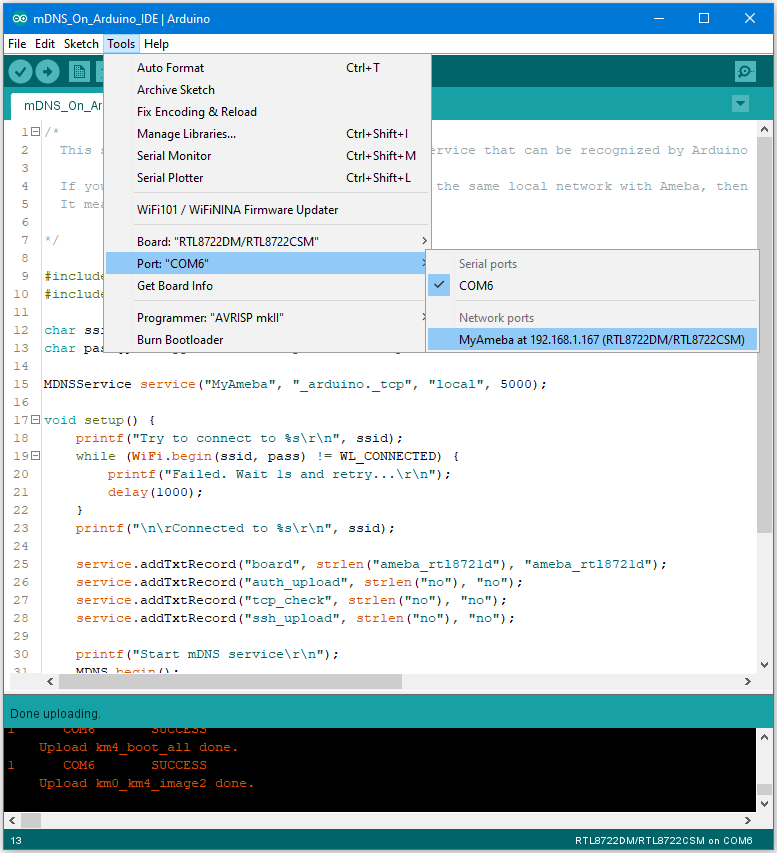 mDNS_On_Arduino_IDE | Arduino
File Edit Sketch Tools Help
mDNS_On_Ar
Auto Format Ctrl+T
Archive Sketch
Fix Encoding & Reload
Manage Libraries... Ctrl+Shift+I
Serial Monitor Ctrl+Shift+M
Serial Plotter Ctrl+Shift+L
WiFi101 / WiFiNINA Firmware Updater
Board: "RTL8722DM/RTL8722CSM"
Port: "COM6"
Get Board Info
Programmer: "AVRISP mkII"
Burn Bootloader
Serial ports
COM6
Network ports
MyAmeba at 192.168.1.167 (RTL8722DM/RTL8722CSM)
1 /*
2 This ervice that can be recognized by Arduino
3
4 If you the same local network with Ameba, then
5 It mea
6
7 */
8
9 #include
10 #include
11
12 char ssi
13 char pas
14
15 MDNSService service("MyAmeba", "_arduino._tcp", "local", 5000);
16
17 void setup() {
18 printf("Try to connect to %s\r\n", ssid);
19 while (WiFi.begin(ssid, pass) != WL_CONNECTED) {
20 printf("Failed. Wait 1s and retry...\r\n");
21 delay(1000);
22 }
23 printf("\n\rConnected to %s\r\n", ssid);
24
25 service.addTxtRecord("board", strlen("ameba_rtl8721d"), "ameba_rtl8721d");
26 service.addTxtRecord("auth_upload", strlen("no"), "no");
27 service.addTxtRecord("tcp_check", strlen("no"), "no");
28 service.addTxtRecord("ssh_upload", strlen("no"), "no");
29
30 printf("Start mDNS service\r\n");
31 MDNS.begin();
Done uploading.
1 COM6 SUCCESS
Upload km4_boot_all done.
1 COM6 SUCCESS
Upload km0_km4_image2 done.
13 RTL8722DM/RTL8722CSM on COM6